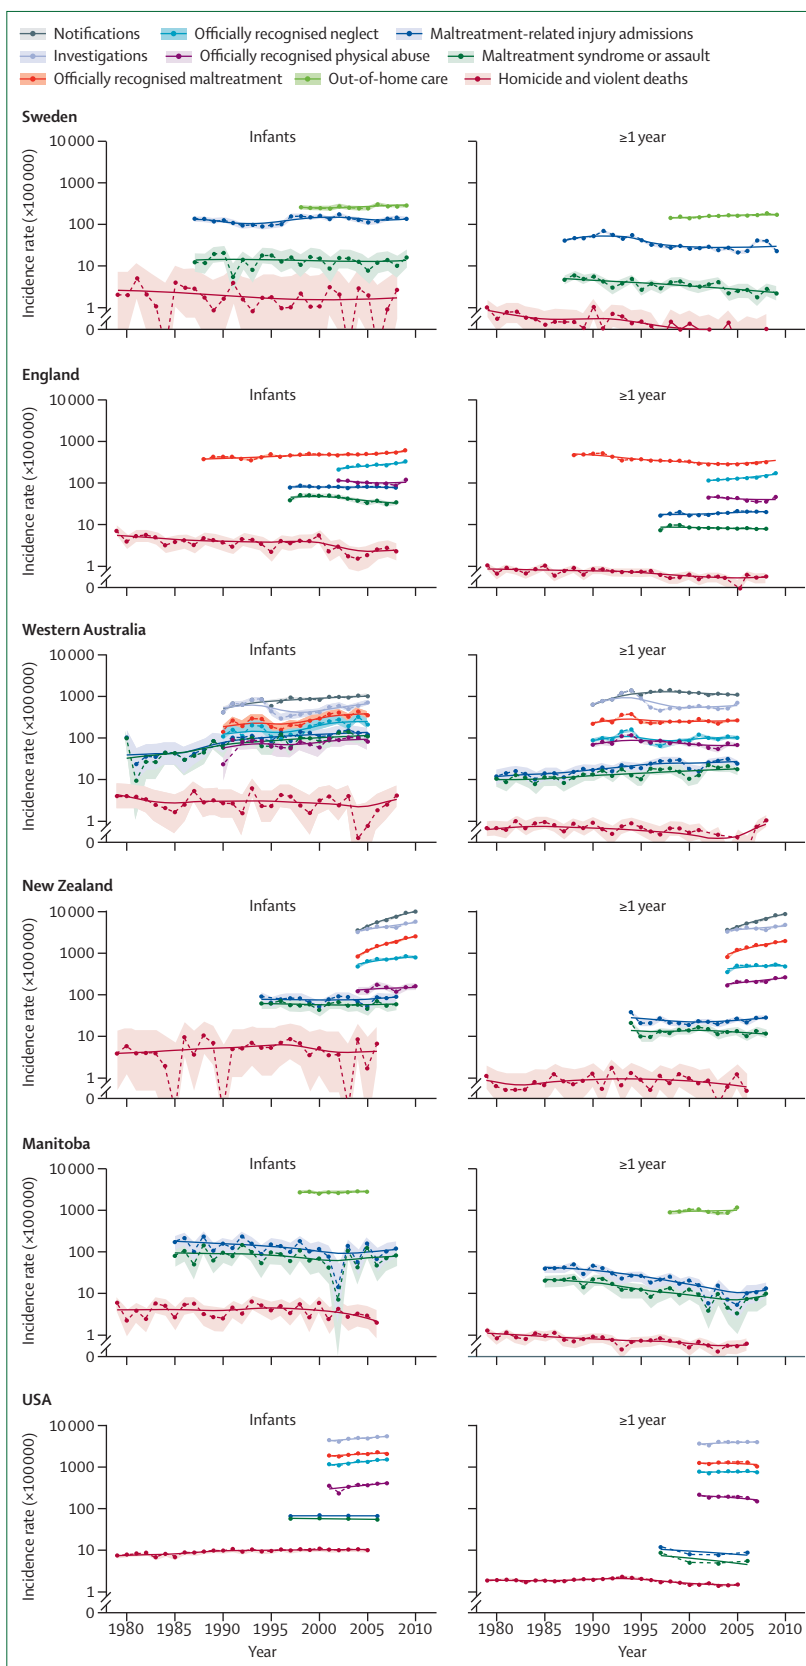 Notifications Officially recognised neglect Maltreatment-related injury admissions
Investigations Officially recognised physical abuse Maltreatment syndrome or assault
Officially recognised maltreatment Out-of-home care Homicide and violent deaths
Sweden
Infants ≥1 year
Incidence rate (×100 000)
10 000
1000
100
10
1
0
England
Infants ≥1 year
Incidence rate (×100 000)
10 000
1000
100
10
1
0
Western Australia
Infants ≥1 year
Incidence rate (×100 000)
10 000
1000
100
10
1
0
New Zealand
Infants ≥1 year
Incidence rate (×100 000)
10 000
1000
100
10
1
0
Manitoba
Infants ≥1 year
Incidence rate (×100 000)
10 000
1000
100
10
1
0
USA
Infants ≥1 year
Incidence rate (×100 000)
10 000
1000
100
10
1
0
1980 1985 1990 1995 2000 2005 2010 1980 1985 1990 1995 2000 2005 2010
Year Year